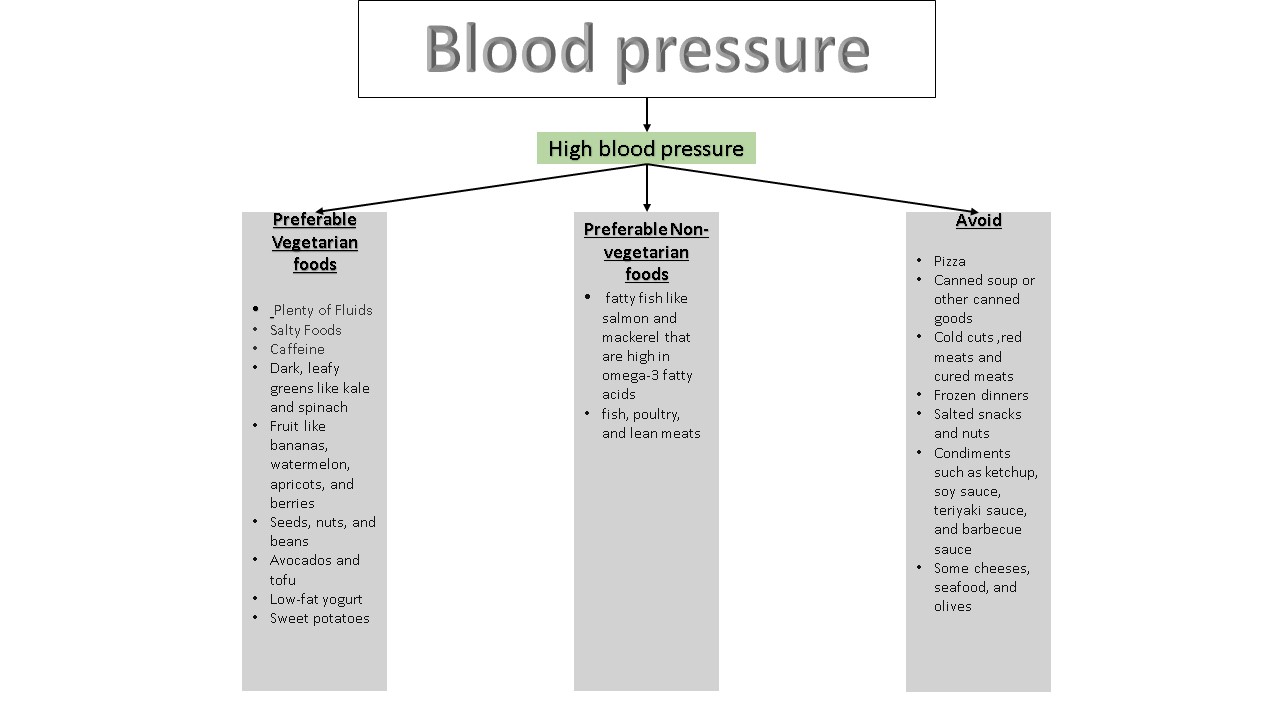 Blood pressure
High blood pressure
Preferable
Vegetarian
foods
• Plenty of Fluids
• Salty Foods
• Caffeine
• Dark, leafy
greens like kale
and spinach
• Fruit like
bananas,
watermelon,
apricots, and
berries
• Seeds, nuts, and
beans
• Avocados and
tofu
• Low-fat yogurt
• Sweet potatoes
Preferable Non-
vegetarian
foods
• fatty fish like
salmon and
mackerel that
are high in
omega-3 fatty
acids
• fish, poultry,
and lean meats
Avoid
• Pizza
• Canned soup or
other canned
goods
• Cold cuts ,red
meats and
cured meats
• Frozen dinners
• Salted snacks
and nuts
• Condiments
such as ketchup,
soy sauce,
teriyaki sauce,
and barbecue
sauce
• Some cheeses,
seafood, and
olives